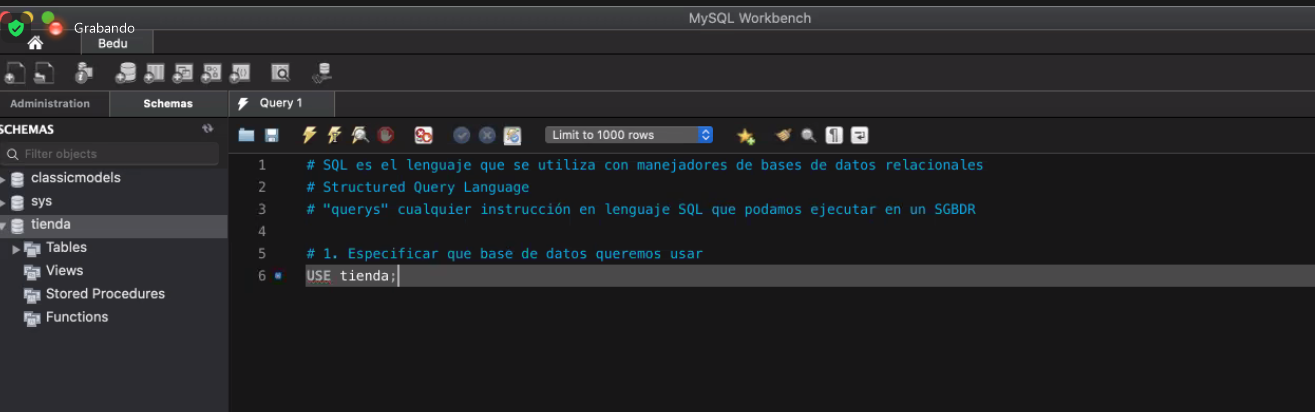 MySQL Workbench
Grabando
Bedu
Administration Schemas Query 1
SCHEMAS
Filter objects
Limit to 1000 rows
classicmodels
sys
tienda
Tables
Views
Stored Procedures
Functions
1 # SQL es el lenguaje que se utiliza con manejadores de bases de datos relacionales
2 # Structured Query Language
3 # "querys" cualquier instrucción en lenguaje SQL que podamos ejecutar en un SGBDR
4
5 # 1. Especificar que base de datos queremos usar
6 USE tienda;